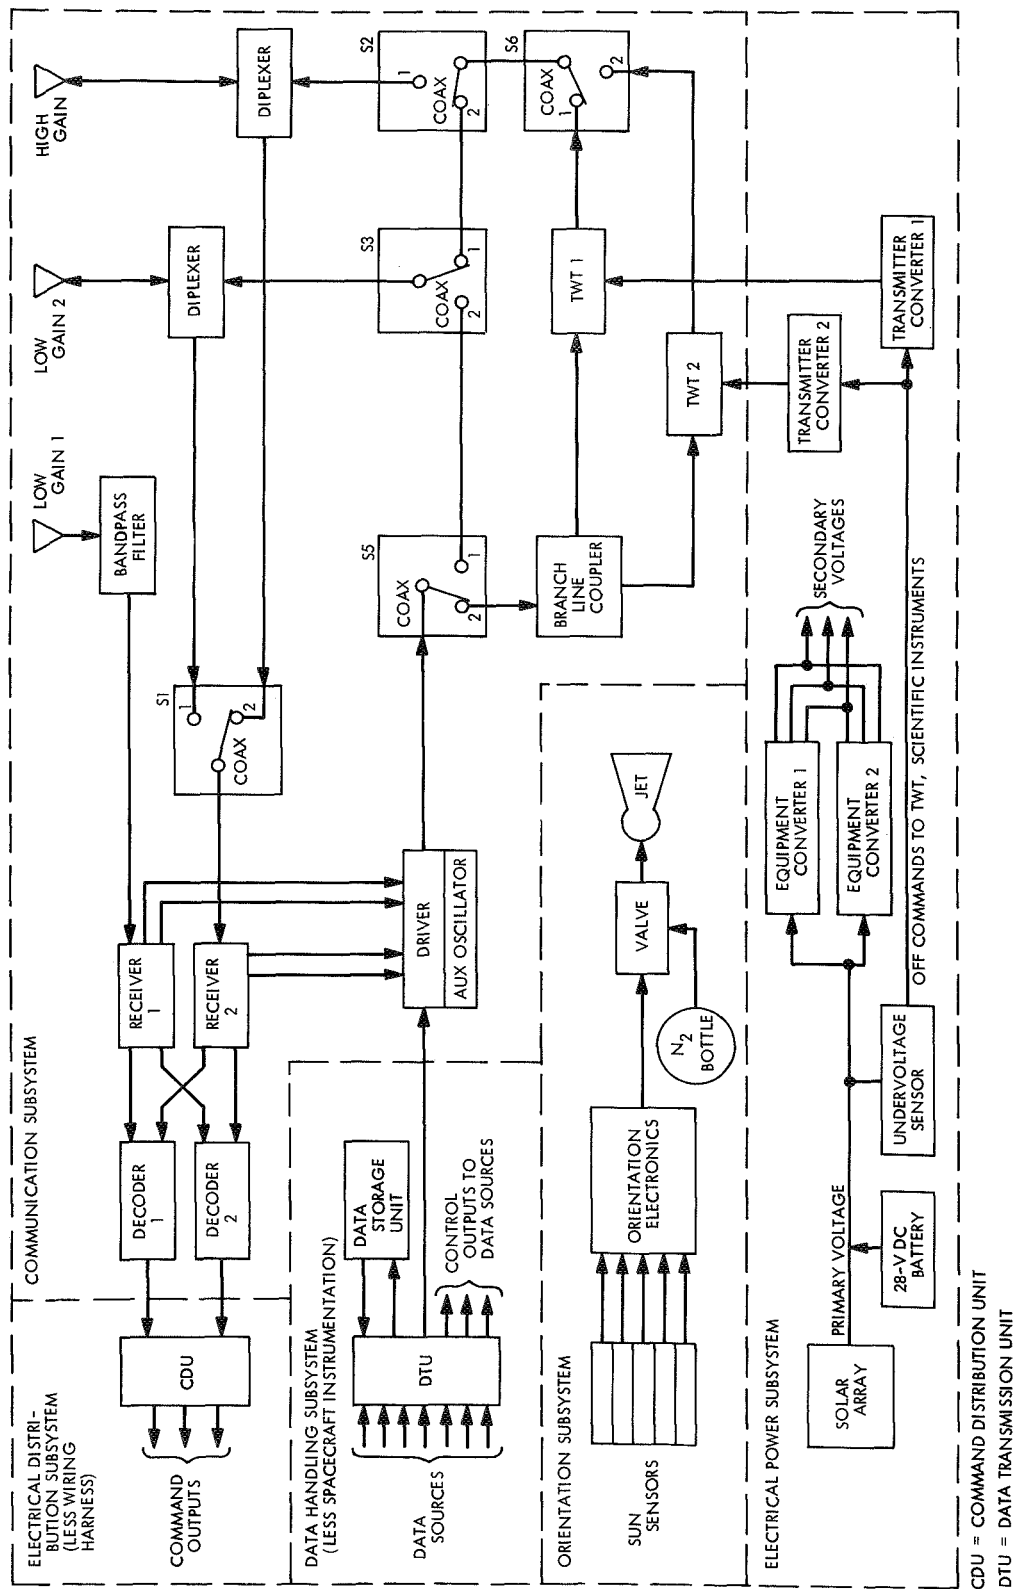 ELECTRICAL DISTRI-
BUTION SUBSYSTEM
(LESS WIRING
HARNESS)
COMMAND
OUTPUTS
CDU
COMMUNICATION SUBSYSTEM
DECODER
1
DECODER
2
RECEIVER
1
RECEIVER
2
LOW
GAIN 1
BANDPASS
FILTER
LOW
GAIN 2
DIPLEXER
HIGH
GAIN
DIPLEXER
S1
1
2
COAX
DRIVER
AUX OSCILLATOR
S5
COAX
1
2
S3
COAX
1
2
S2
1
COAX
2
S6
COAX
1
2
BRANCH
LINE
COUPLER
TWT 1
TWT 2
DATA HANDLING SUBSYSTEM
(LESS SPACECRAFT INSTRUMENTATION)
DATA
SOURCES
DTU
DATA
STORAGE
UNIT
CONTROL
OUTPUTS TO
DATA SOURCES
ORIENTATION SUBSYSTEM
SUN
SENSORS
ORIENTATION
ELECTRONICS
N2
BOTTLE
VALVE
JET
ELECTRICAL POWER SUBSYSTEM
SOLAR
ARRAY
PRIMARY VOLTAGE
28-V DC
BATTERY
UNDERVOLTAGE
SENSOR
EQUIPMENT
CONVERTER 1
EQUIPMENT
CONVERTER 2
SECONDARY
VOLTAGES
OFF COMMANDS TO TWT, SCIENTIFIC INSTRUMENTS
TRANSMITTER
CONVERTER 2
TRANSMITTER
CONVERTER 1
CDU = COMMAND DISTRIBUTION UNIT
DTU = DATA TRANSMISSION UNIT